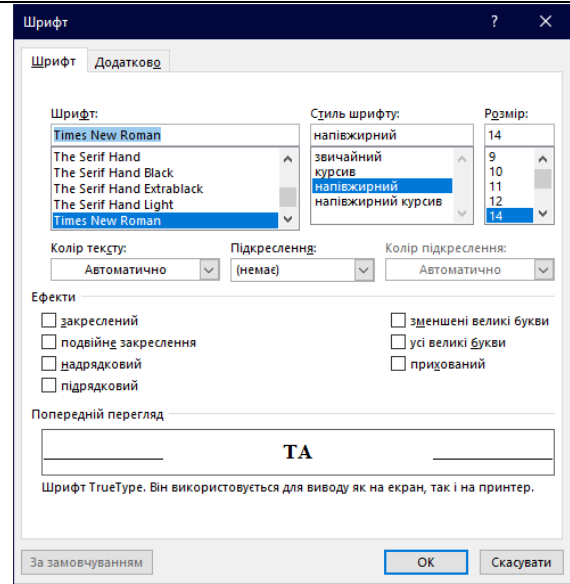 Шрифт ?
Шрифт Додатково
Шрифт: Стиль шрифту: Розмір:
Times New Roman напівжирний 14
The Serif Hand звичайний 9
The Serif Hand Black курсив 10
The Serif Hand Extrablack напівжирний 11
The Serif Hand Light напівжирний курсив 12
Times New Roman 14
Колір тексту: Підкреслення: Колір підкреслення:
Автоматично (немає) Автоматично
Ефекти
закреслений зменшені великі букви
подвійне закреслення усі великі букви
надрядковий прихований
підрядковий
Попередній перегляд
ТА
Шрифт TrueType. Він використовується для виводу як на екран, так і на принтер.
За замовчуванням ОК Скасувати